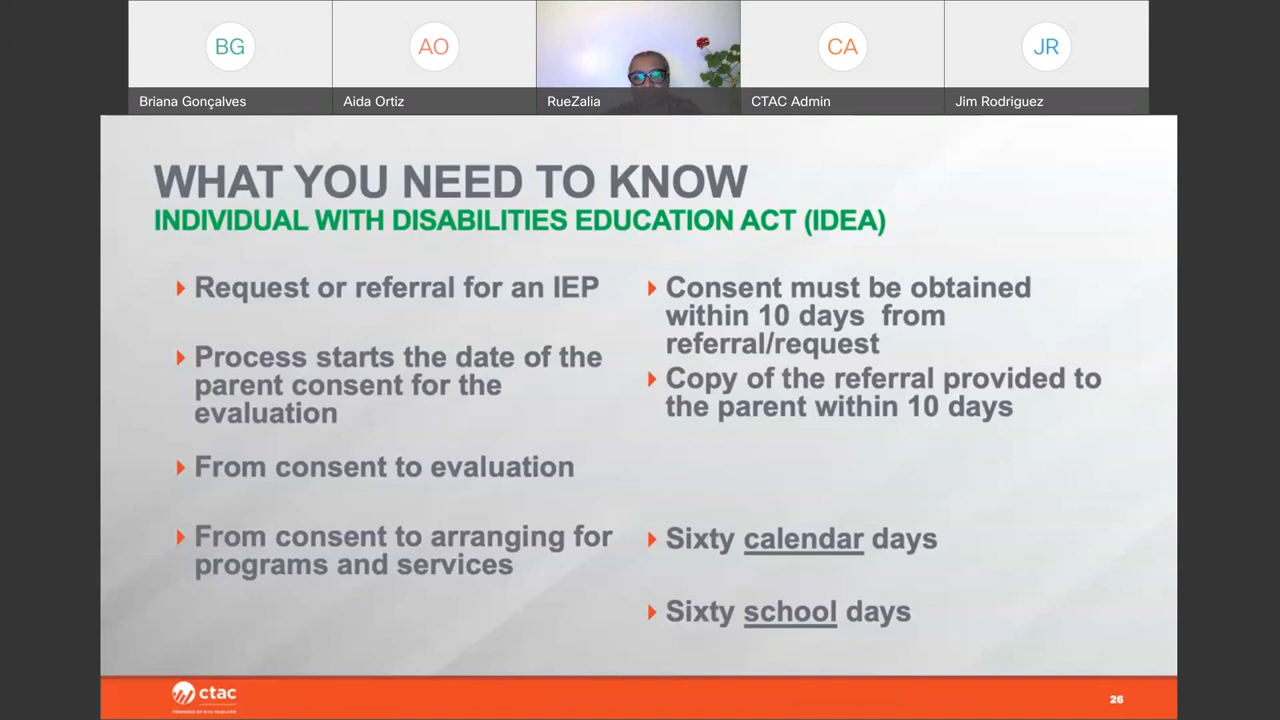 BG
AO
CA
JR
Briana Gonçalves
Aida Ortiz
RueZalia
CTAC Admin
Jim Rodriguez
WHAT YOU NEED TO KNOW
INDIVIDUAL WITH DISABILITIES EDUCATION ACT (IDEA)
Request or referral for an IEP
Process starts the date of the
parent consent for the
evaluation
From consent to evaluation
From consent to arranging for
programs and services
Consent must be obtained
within 10 days from
referral/request
Copy of the referral provided to
the parent within 10 days
Sixty calendar days
Sixty school days
ctac
POWERED BY NYU McSILVER
26